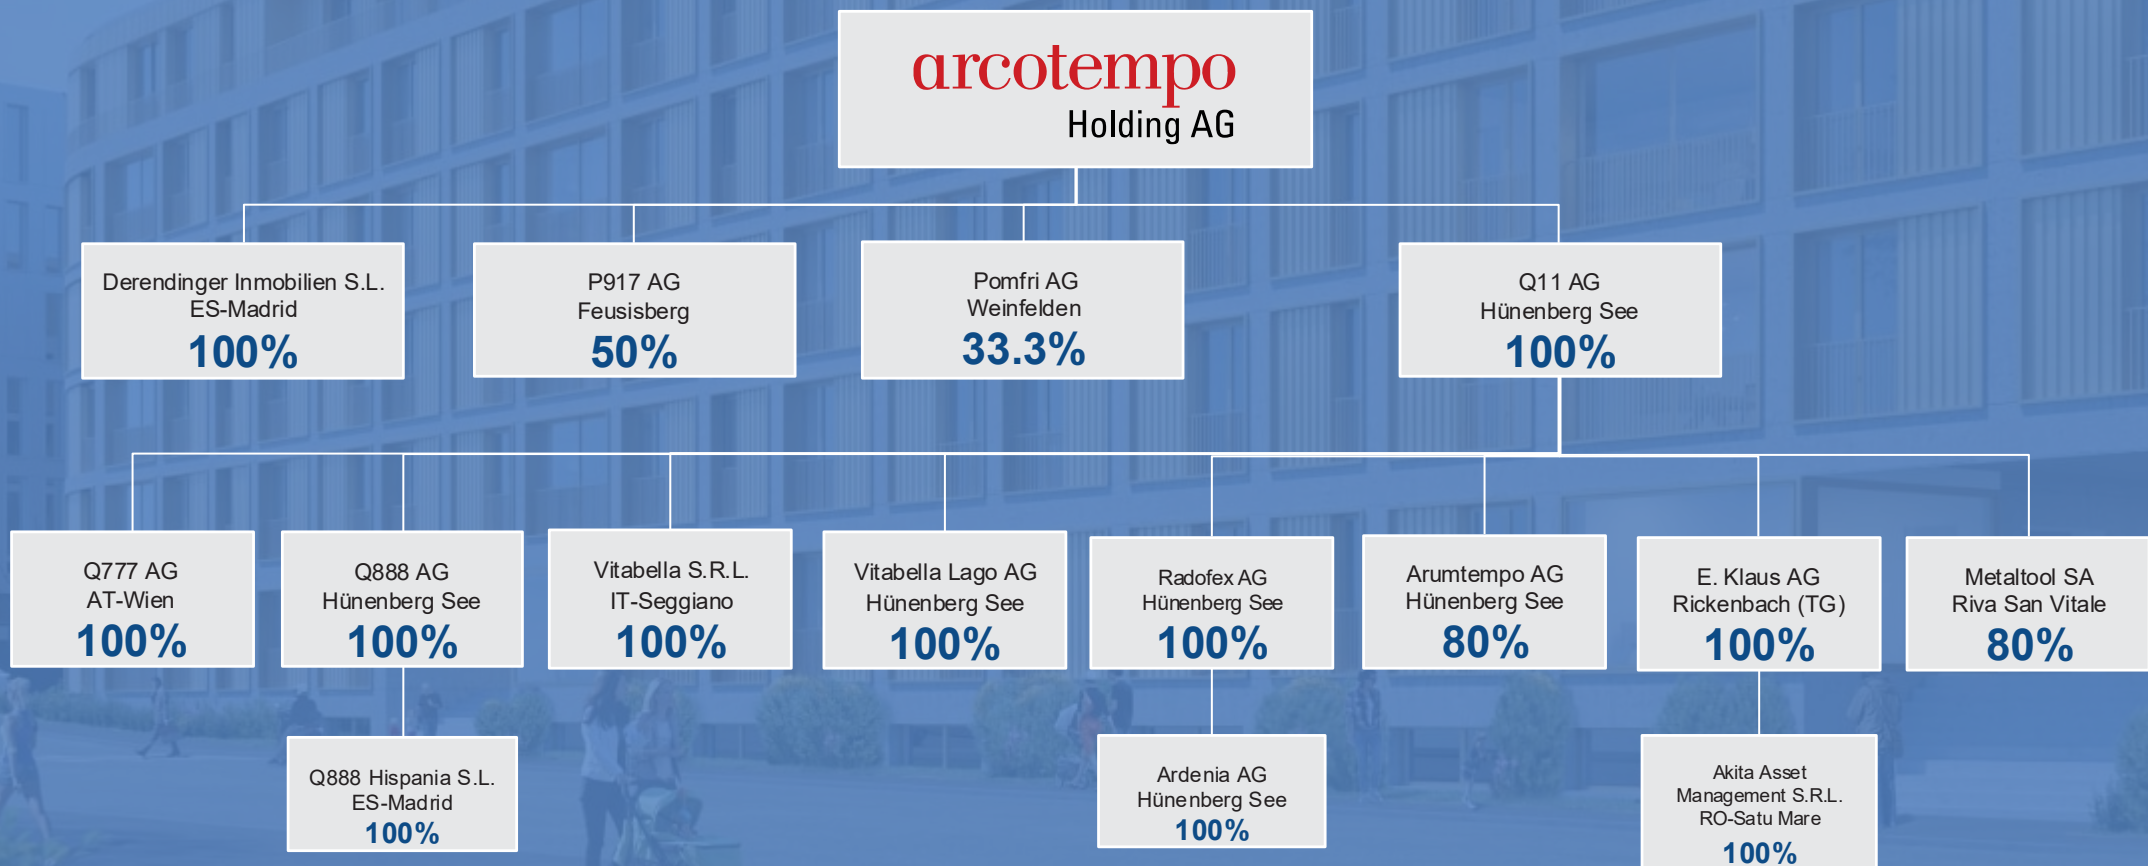 arcotempo
Holding AG
Derendinger Inmobilien S.L.
ES-Madrid
100%
P917 AG
Feusisberg
50%
Pomfri AG
Weinfelden
33.3%
Q11 AG
Hünenberg See
100%
Q777 AG
AT-Wien
100%
Q888 AG
Hünenberg See
100%
Vitabella S.R.L.
IT-Seggiano
100%
Vitabella Lago AG
Hünenberg See
100%
Radofex AG
Hünenberg See
100%
Arumtempo AG
Hünenberg See
80%
E. Klaus AG
Rickenbach (TG)
100%
Metaltool SA
Riva San Vitale
80%
Q888 Hispania S.L.
ES-Madrid
100%
Ardenia AG
Hünenberg See
100%
Akita Asset
Management S.R.L.
RO-Satu Mare
100%